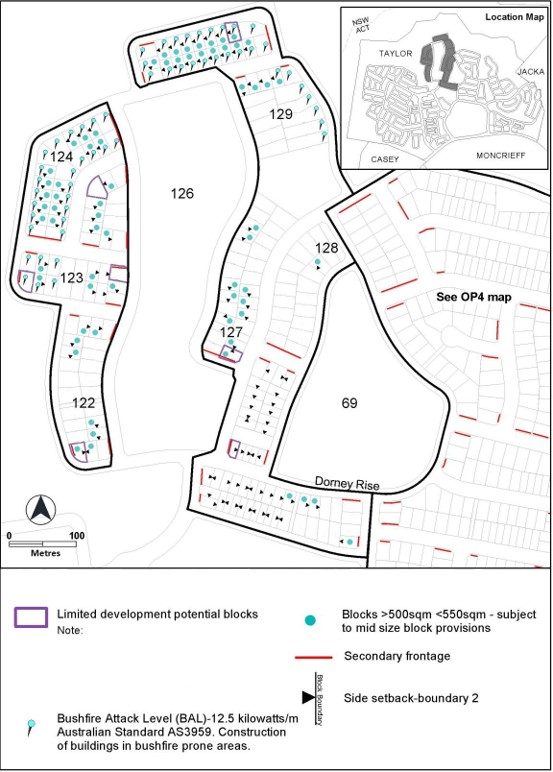 NSW
ACT
Location Map
TAYLOR
JACKA
CASEY
MONCRIEFF
129
124
126
128
123
See OP4 map
127
122
69
Dorney Rise
0 100
Metres
Limited development potential blocks
Note:
Blocks >500sqm <550sqm - subject
to mid size block provisions
Secondary frontage
Block Boundary
Side setback-boundary 2
Bushfire Attack Level (BAL)-12.5 kilowatts/m
Australian Standard AS3959. Construction
of buildings in bushfire prone areas.